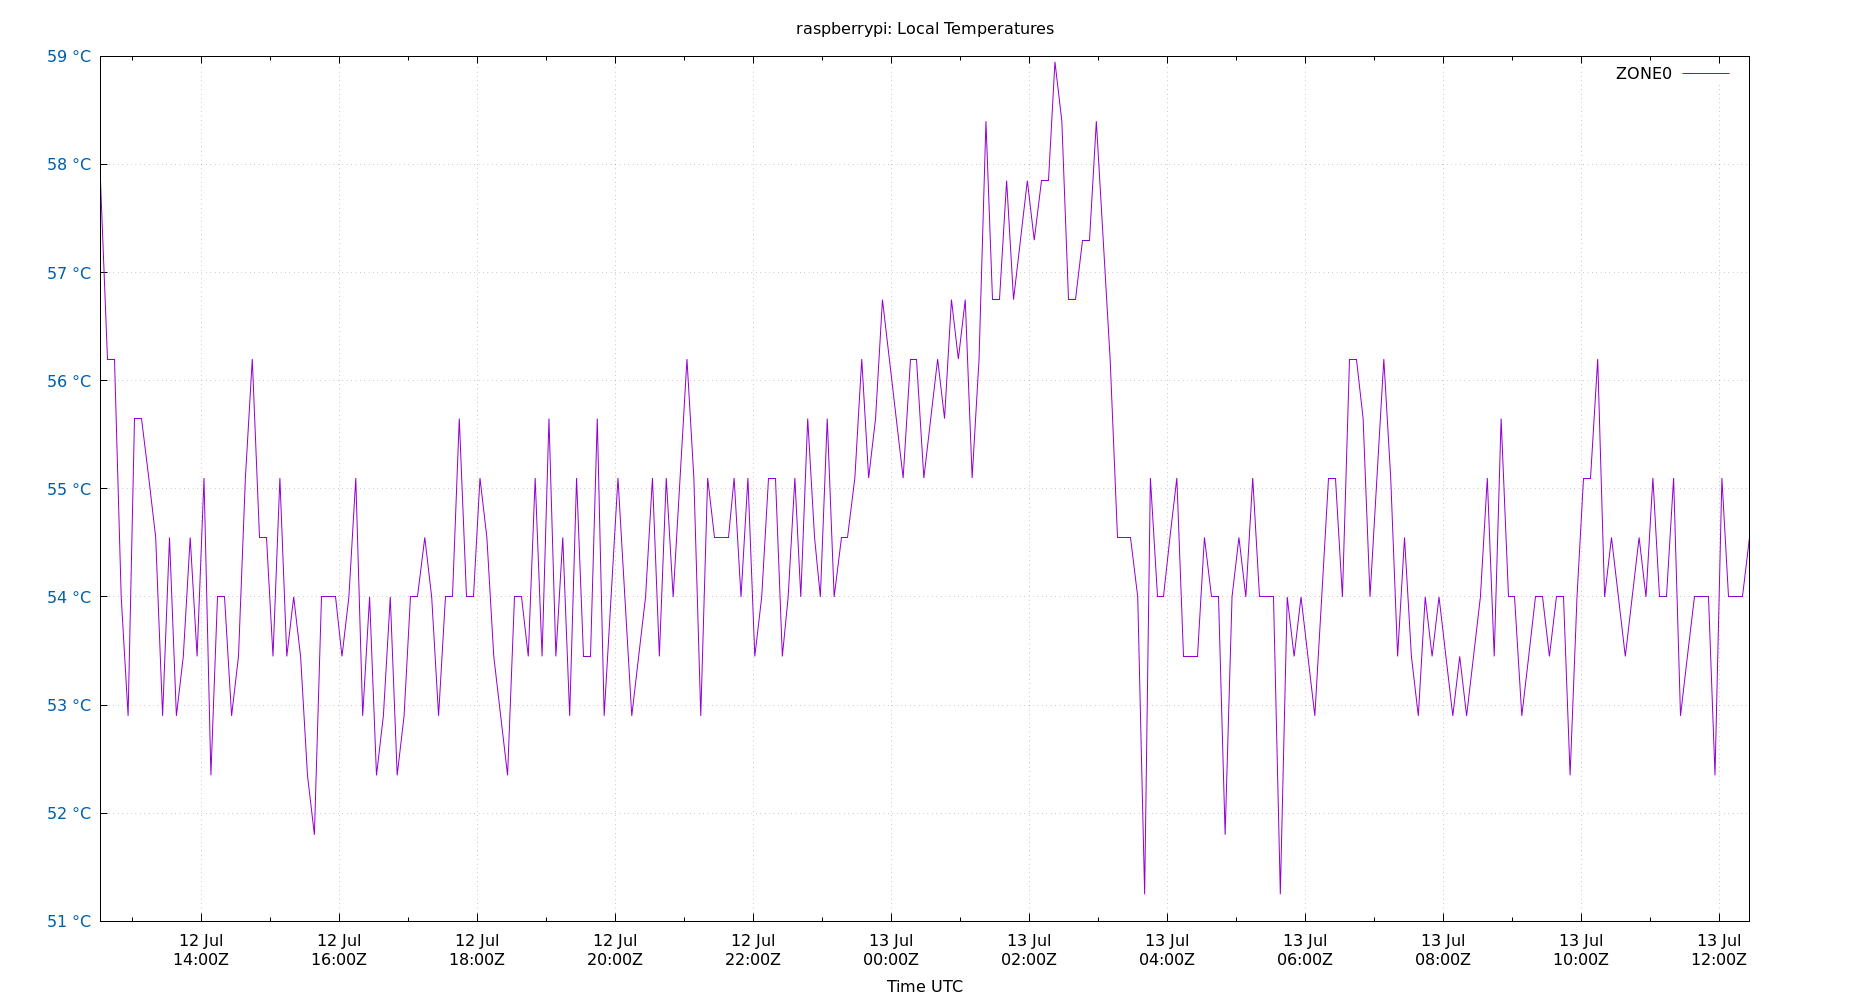 raspberrypi: Local Temperatures
ZONE0
59 °C
58 °C
57 °C
56 °C
55 °C
54 °C
53 °C
52 °C
51 °C
12 Jul 12 Jul 12 Jul 12 Jul 12 Jul 13 Jul 13 Jul 13 Jul 13 Jul 13 Jul 13 Jul 13 Jul
14:00Z 16:00Z 18:00Z 20:00Z 22:00Z 00:00Z 02:00Z 04:00Z 06:00Z 08:00Z 10:00Z 12:00Z
Time UTC